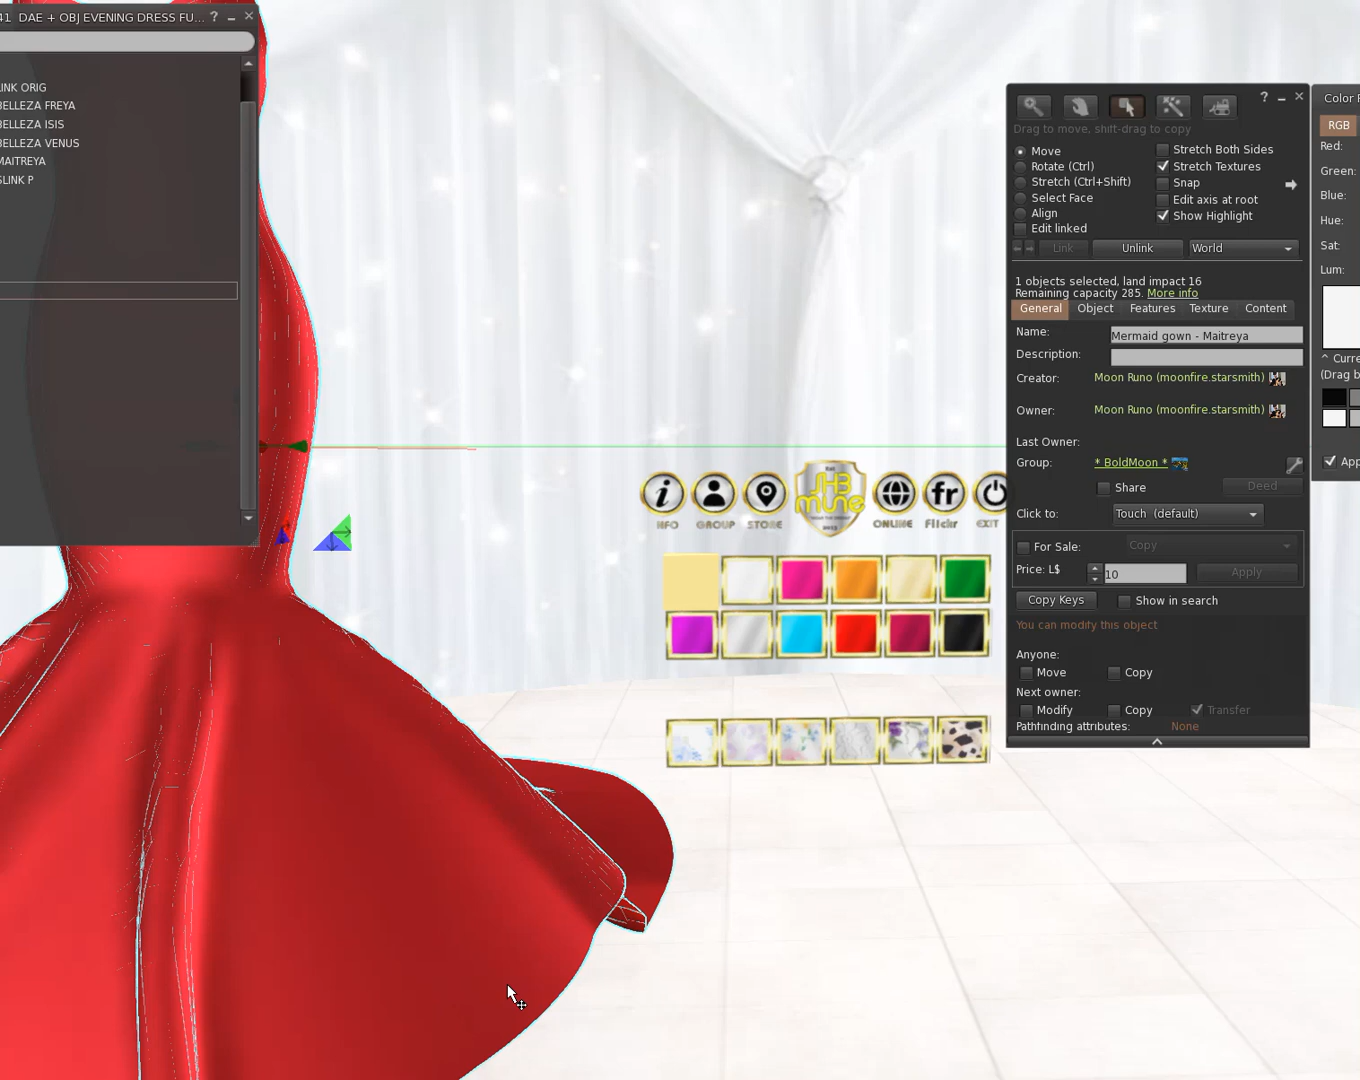 41 DAE + OBJ EVENING DRESS FU... ?
INK ORIG
BELLEZA FREYA
BELLEZA ISIS
BELLEZA VENUS
MAITREYA
SLINK P
i
INFO
GROUP
STORE
Est
JHB
mune
2013
ONLINE
fr
Flickr
EXIT
?
Drag to move, shift-drag to copy
Move
Rotate (Ctrl)
Stretch (Ctrl+Shift)
Select Face
Align
Edit linked
Stretch Both Sides
Stretch Textures
Snap
Edit axis at root
Show Highlight
Link
Unlink
World
1 objects selected, land impact 16
Remaining capacity 285. More info
General Object Features Texture Content
Name: Mermaid gown - Maitreya
Description:
Creator: Moon Runo (moonfire.starsmith)
Owner: Moon Runo (moonfire.starsmith)
Last Owner:
Group: * BoldMoon *
Share Deed
Click to: Touch (default)
For Sale: Copy
Price: L$ 10 Apply
Copy Keys Show in search
You can modify this object
Anyone:
Move Copy
Next owner:
Modify Copy Transfer
Pathfinding attributes: None
Color
RGB
Red:
Green:
Blue:
Hue:
Sat:
Lum:
^ Curre
(Drag b
App